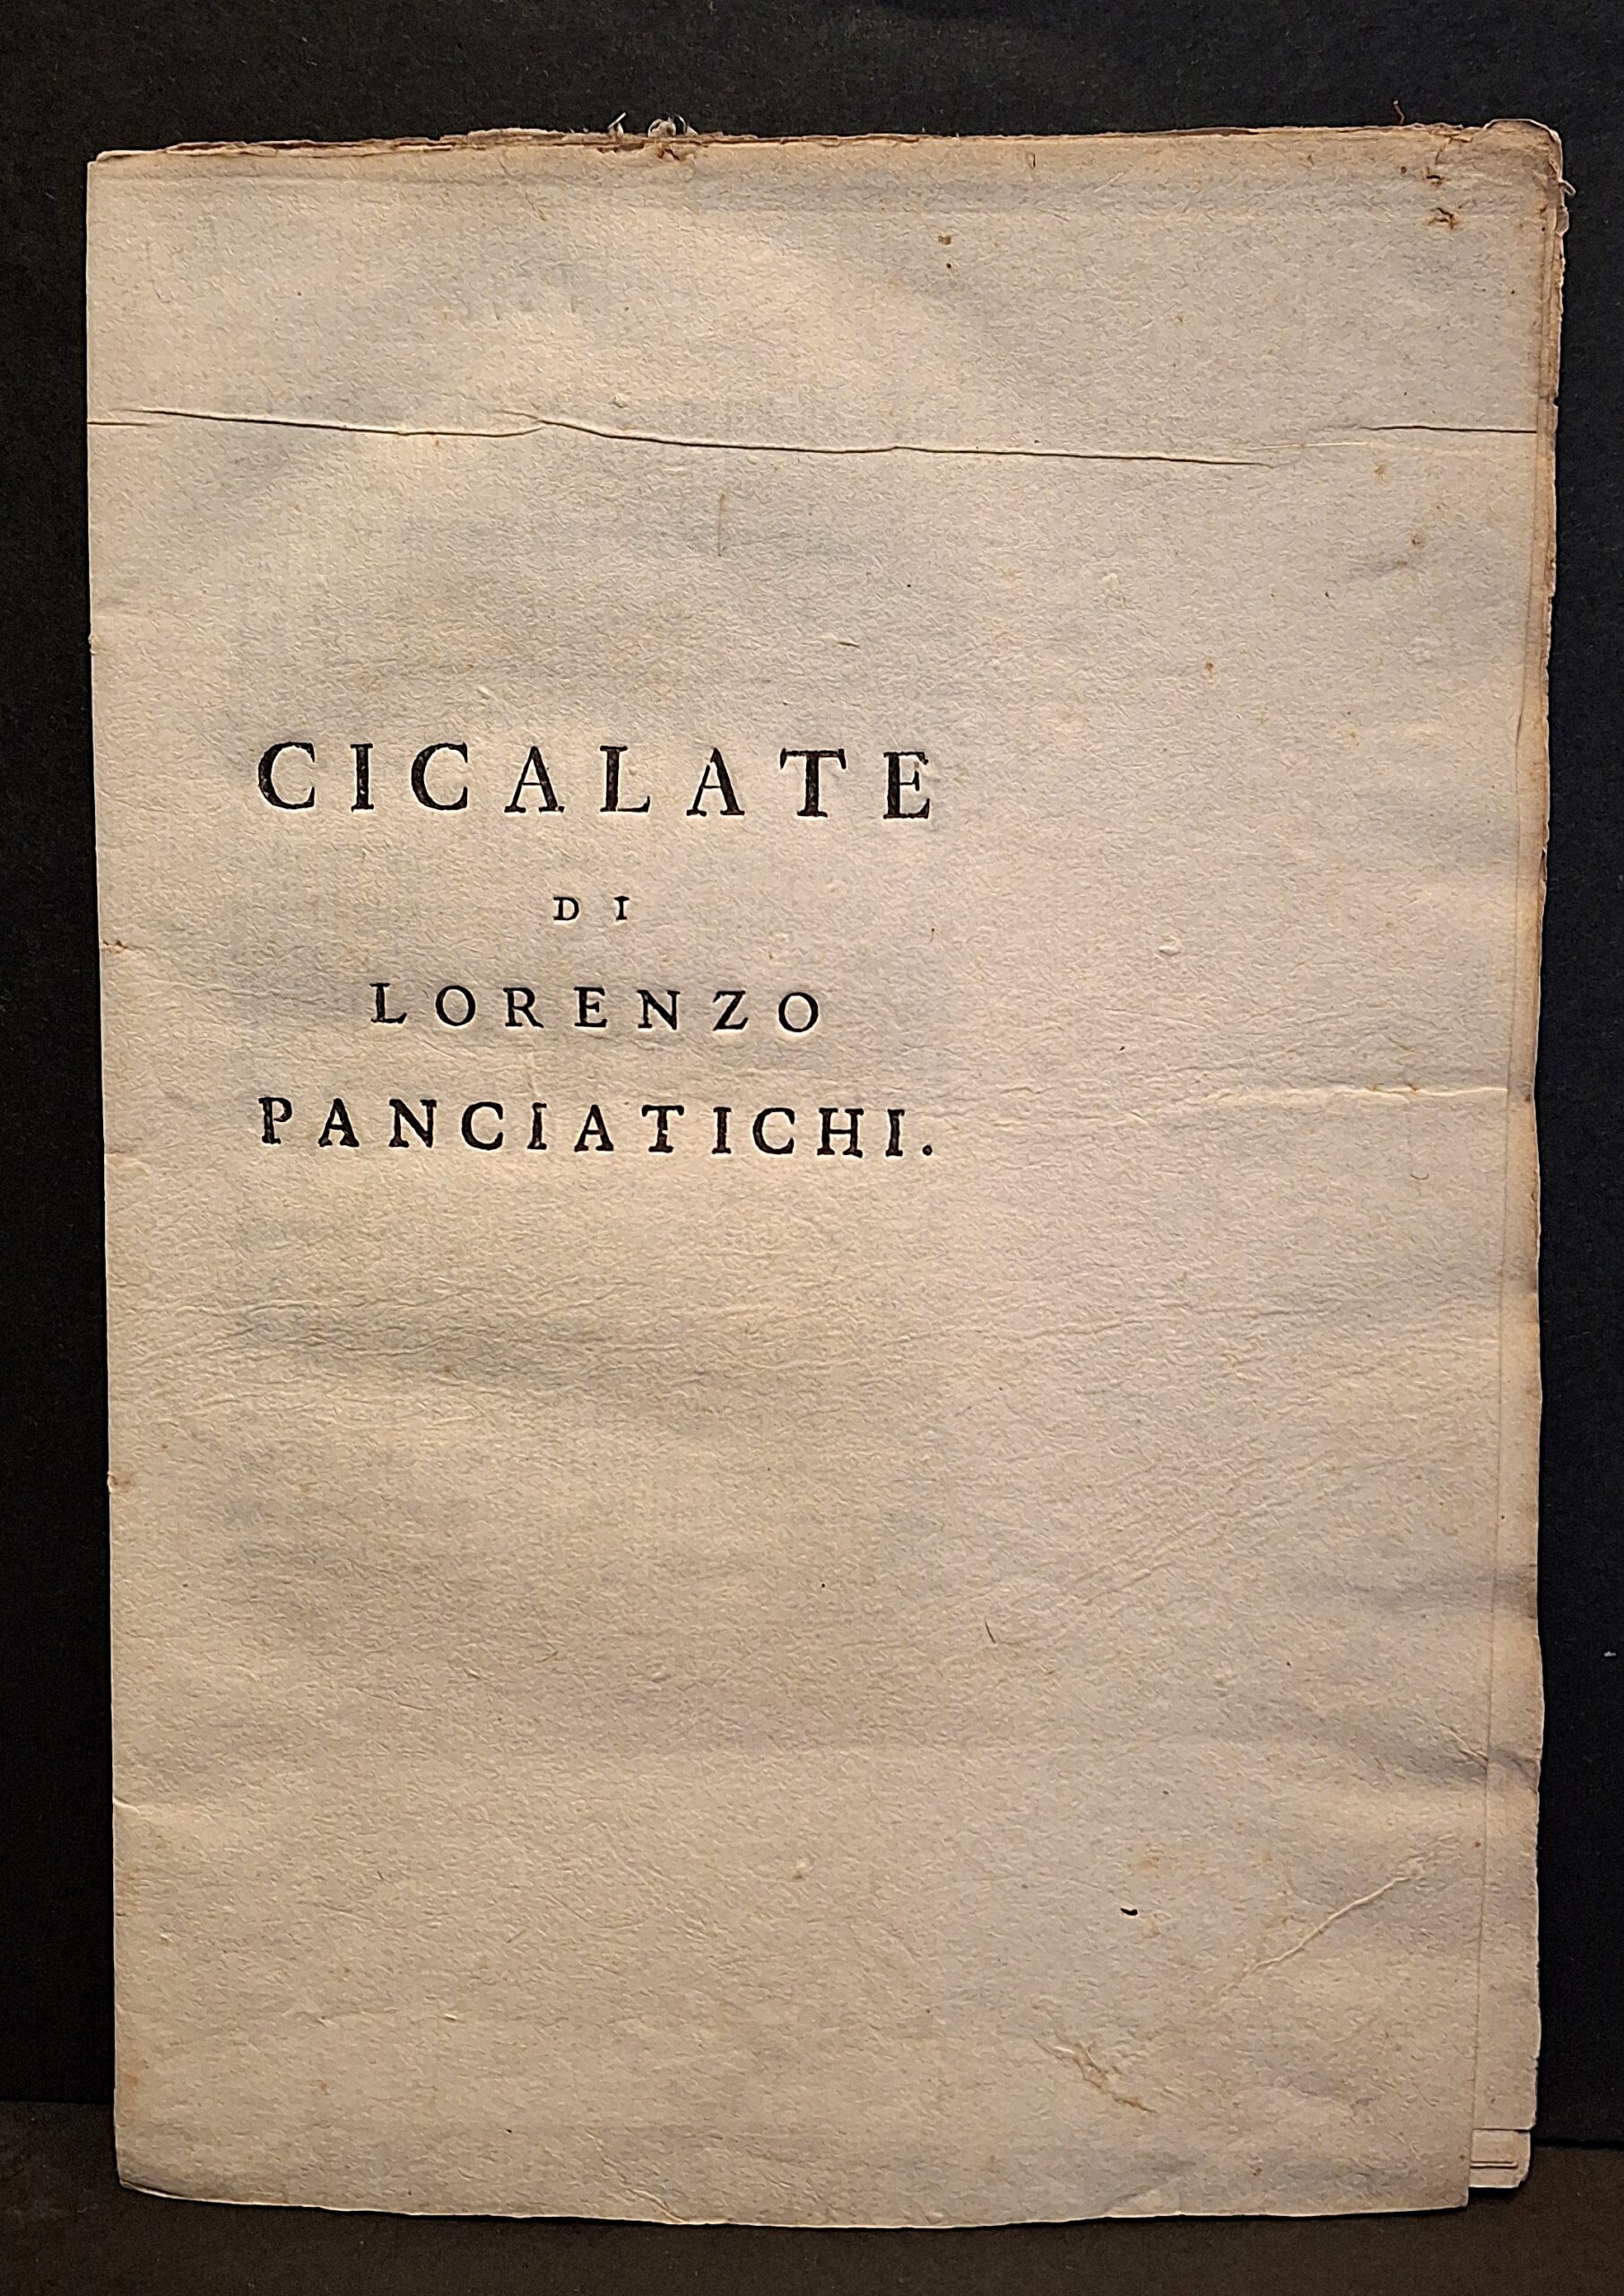 CICALATE
DI
LORENZO
PANCIATICHI.